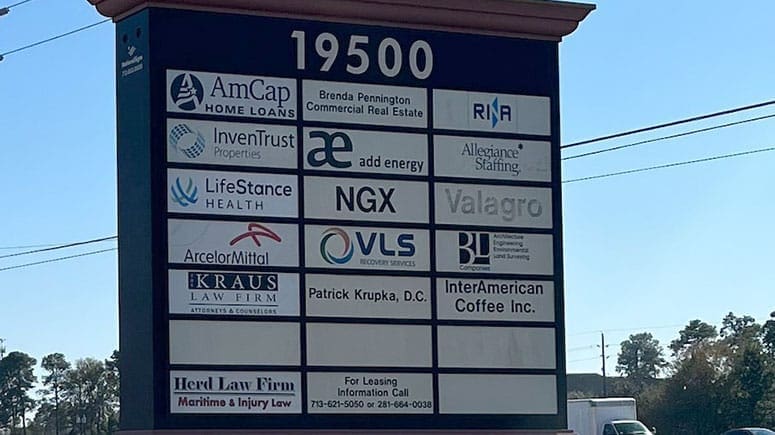 19500
AmCap
HOME LOANS
Brenda Pennington
Commercial Real Estate
RINA
InvenTrust
Properties
æ add energy
Allegiance
Staffing
LifeStance
HEALTH
NGX
Valagro
ArcelorMittal
VLS
RECOVERY SERVICES
Companies
Architecture
Engineering
Environmental
Land Surveying
KRAUS
LAW FIRM
ATTORNEYS & COUNSELORS
Patrick Krupka, D.C.
InterAmerican
Coffee Inc.
Herd Law Firm
Maritime & Injury Law
For Leasing
Information Call
713-621-5050 or 281-664-0038